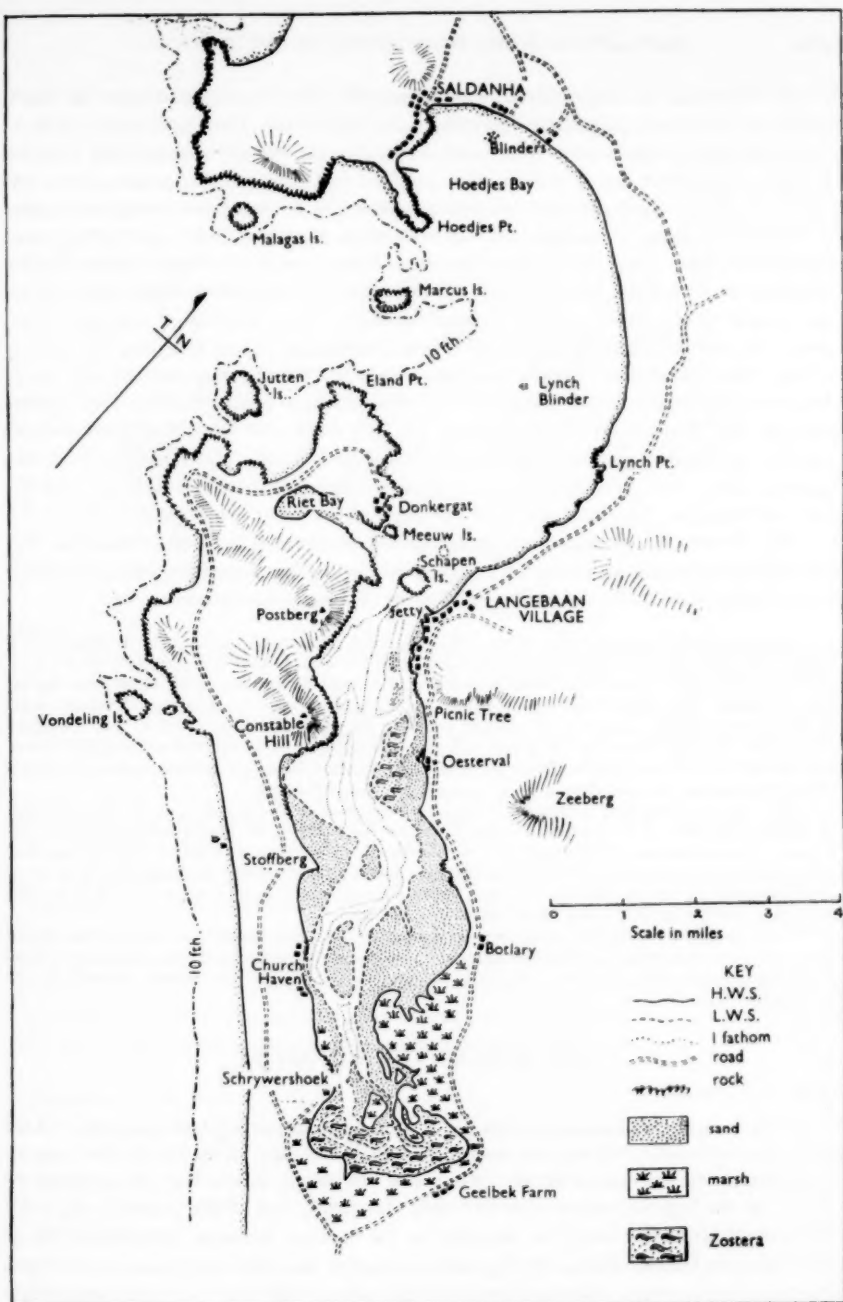 SALDANHA
Blinders
Hoedjes Bay
Hoedjes Pt.
Malagas Is.
Marcus Is.
T
N
10 fth
Jutten
Is.
Eland Pt.
Lynch
Blinder
Lynch Pt.
Riet Bay
Donkergat
Meeuw Is.
Schapen
Is.
Jetty
LANGEBAAN
VILLAGE
Postberg
Picnic Tree
Vondeling Is.
Constable
Hill
Oesterval
Zeeberg
Stofberg
0 1 2 3 4
Scale in miles
10 fth
Church
Haven
Botlary
KEY
H.W.S.
L.W.S.
1 fathom
road
rock
Schrywershoek
sand
marsh
Geelbek Farm
Zostera